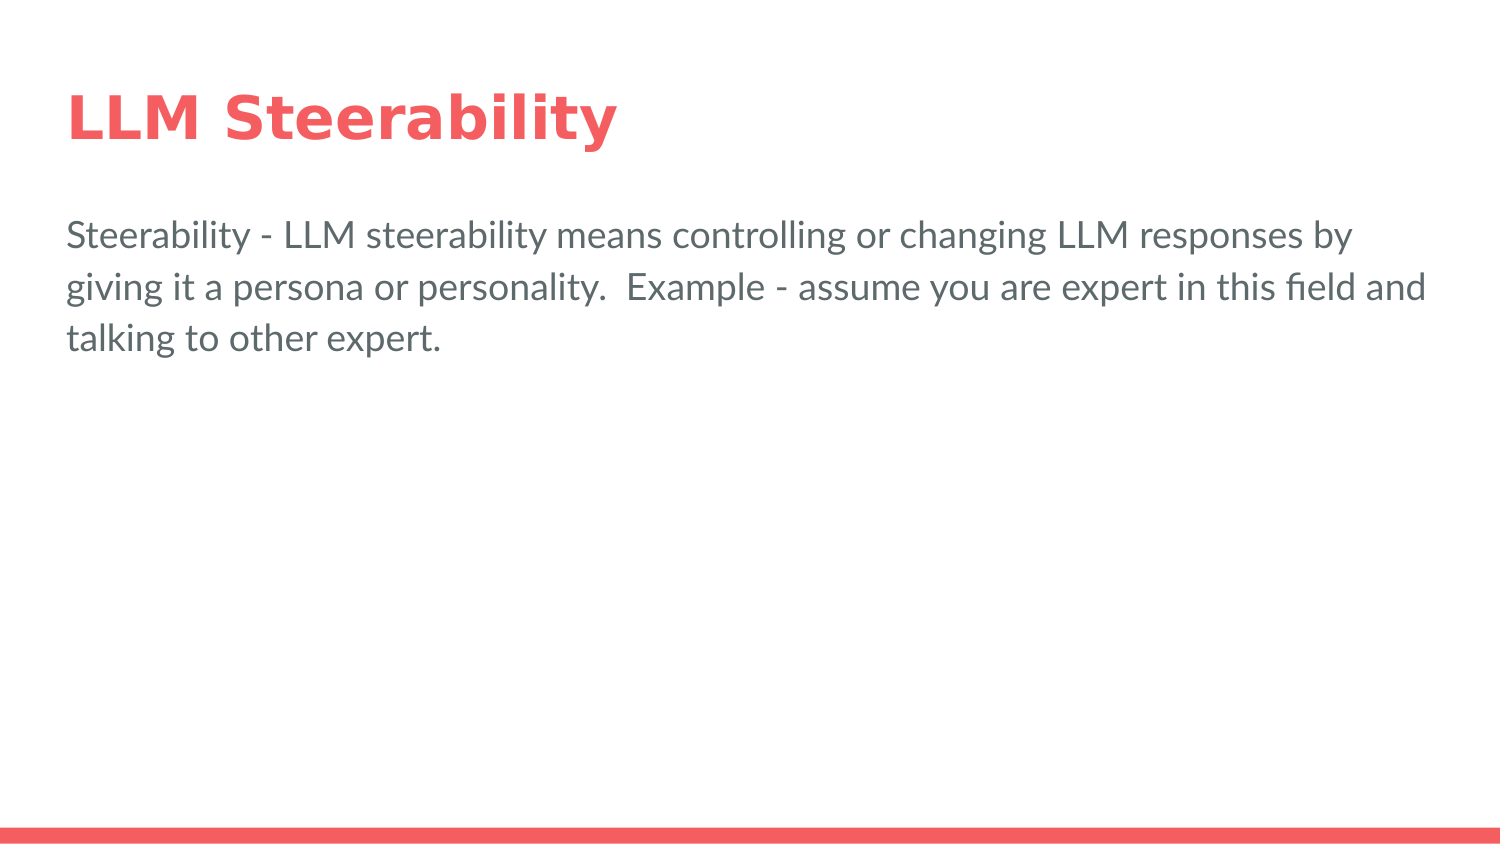 LLM Steerability
Steerability - LLM steerability means controlling or changing LLM responses by
giving it a persona or personality.  Example - assume you are expert in this field and
talking to other expert.